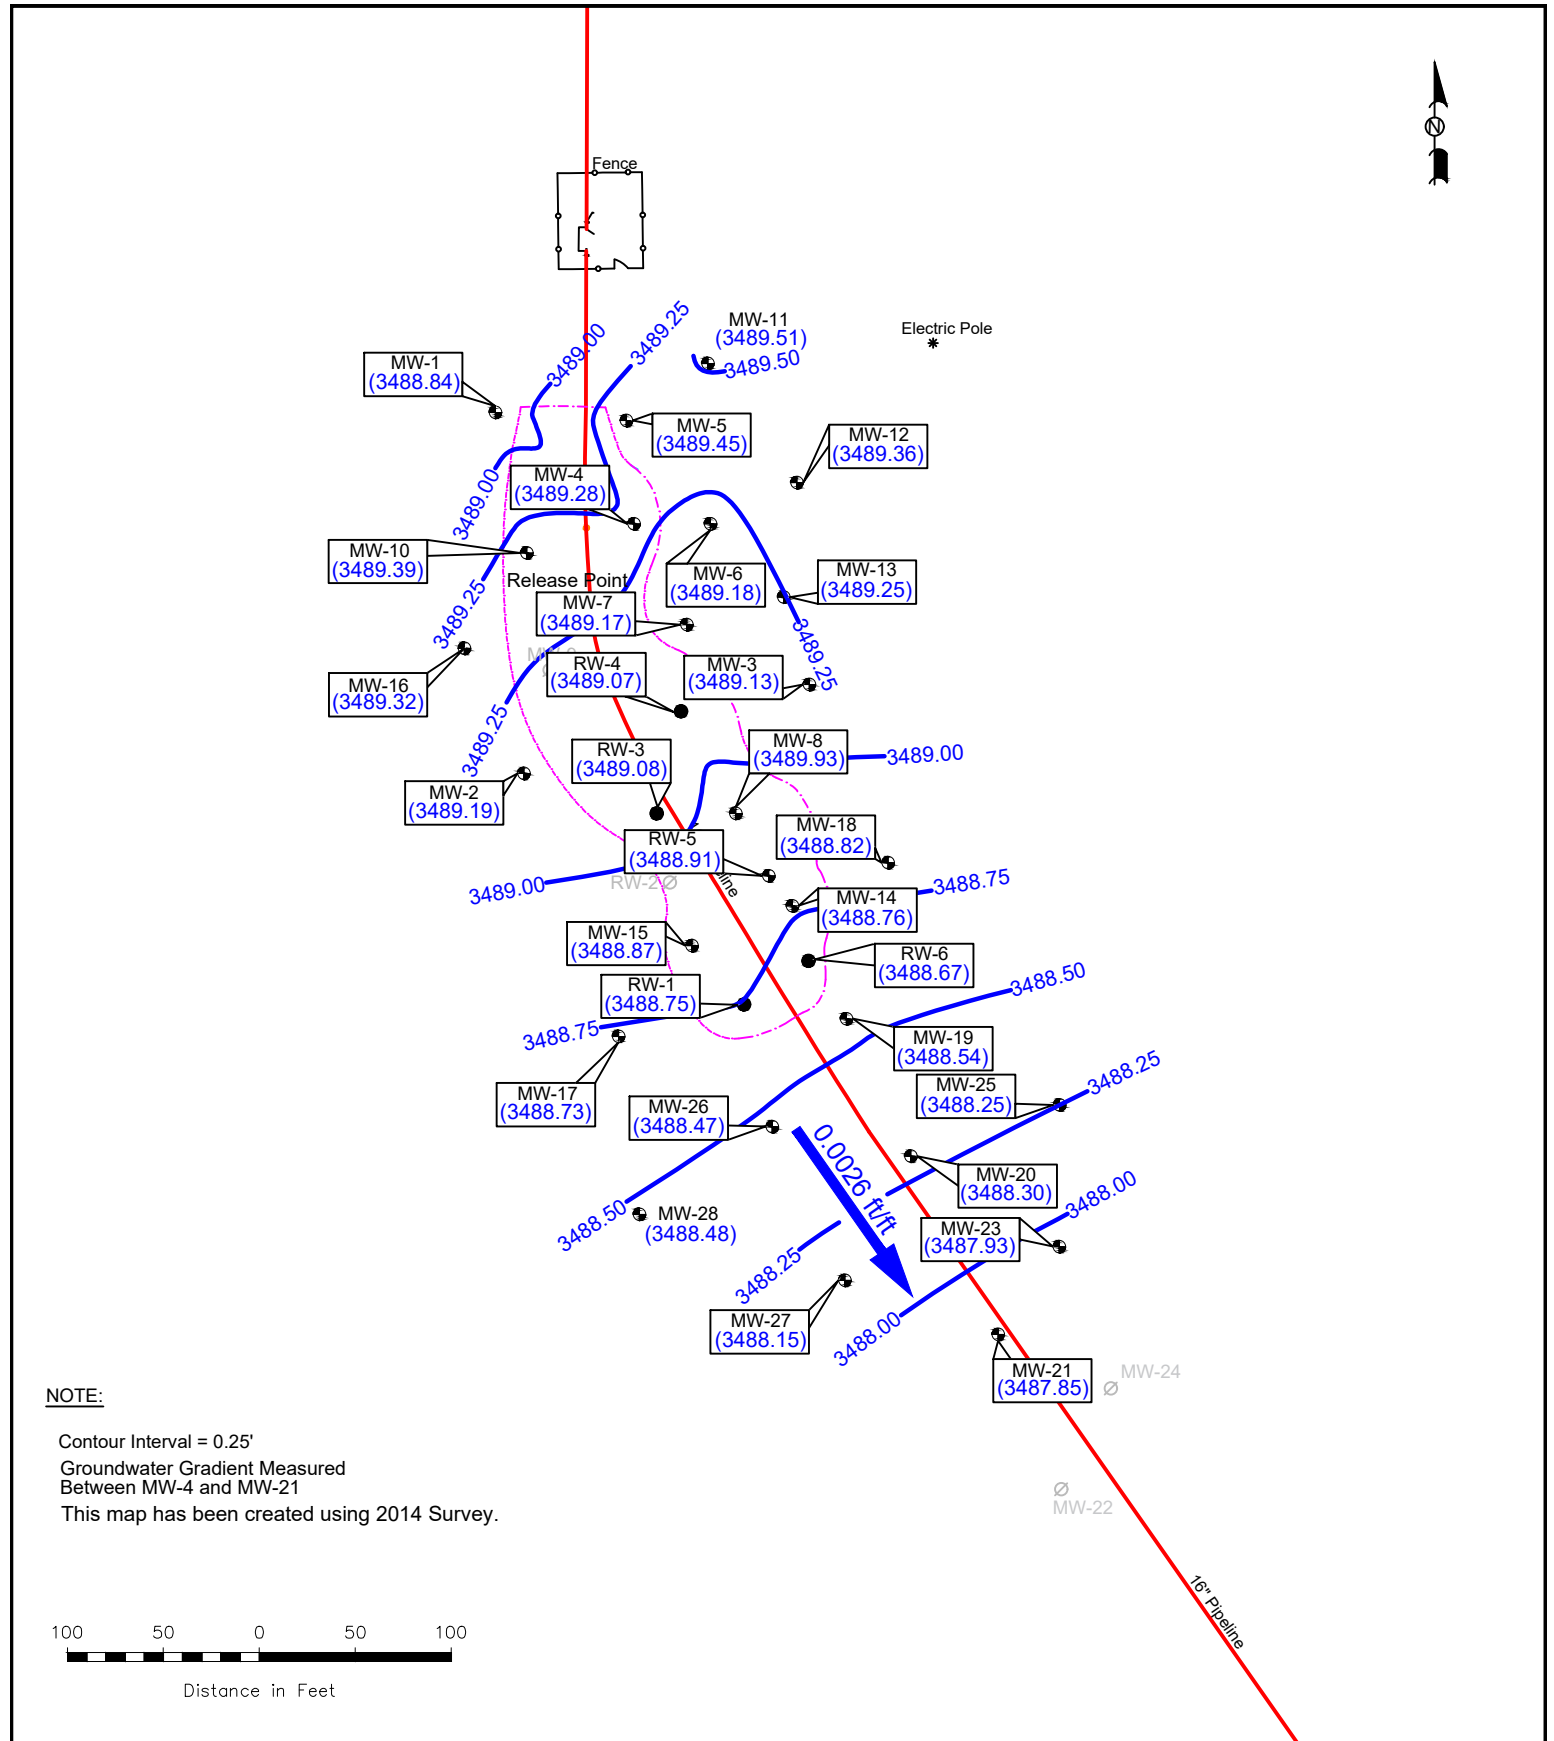 Fence
N
3489.00
3489.25
MW-11
(3489.51)
3489.50
Electric Pole
MW-1
(3488.84)
MW-5
(3489.45)
MW-12
(3489.36)
3489.00
MW-4
(3489.28)
MW-10
(3489.39)
Release Point
MW-6
(3489.18)
MW-13
(3489.25)
3489.25
MW-7
(3489.17)
3489.25
RW-4
(3489.07)
MW-3
(3489.13)
MW-16
(3489.32)
3489.25
RW-3
(3489.08)
MW-8
(3489.93)
3489.00
MW-2
(3489.19)
RW-5
(3488.91)
MW-18
(3488.82)
3489.00
RW-2
3488.75
MW-14
(3488.76)
MW-15
(3488.87)
RW-6
(3488.67)
RW-1
(3488.75)
3488.50
3488.75
MW-19
(3488.54)
MW-25
(3488.25)
3488.25
MW-17
(3488.73)
MW-26
(3488.47)
0.0026 ft/ft
MW-20
(3488.30)
3488.00
3488.50
MW-28
(3488.48)
MW-23
(3487.93)
3488.25
MW-27
(3488.15)
3488.00
MW-21
(3487.85)
MW-24
MW-22
16" Pipeline
NOTE:
Contour Interval = 0.25'
Groundwater Gradient Measured
Between MW-4 and MW-21
This map has been created using 2014 Survey.
100 50 0 50 100
Distance in Feet